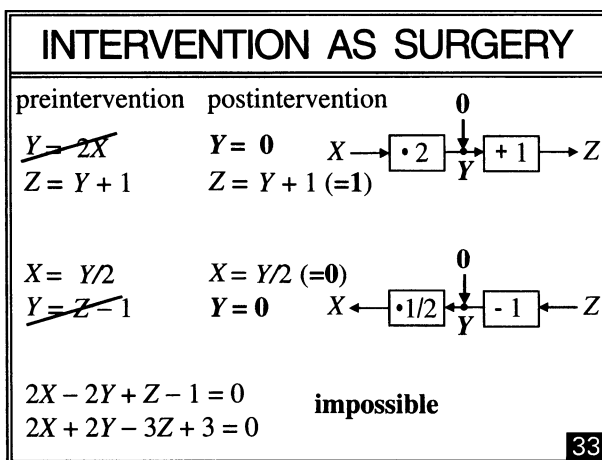 INTERVENTION AS SURGERY
preintervention postintervention 0
Y = 2X Y = 0 X • 2 + 1 Z
Y
Z = Y + 1 Z = Y + 1 (=1)
0
X = Y/2 X = Y/2 (=0)
Y = Z – 1 Y = 0 X •1/2 - 1 Z
Y
2X – 2Y + Z – 1 = 0
impossible
2X + 2Y – 3Z + 3 = 0
33